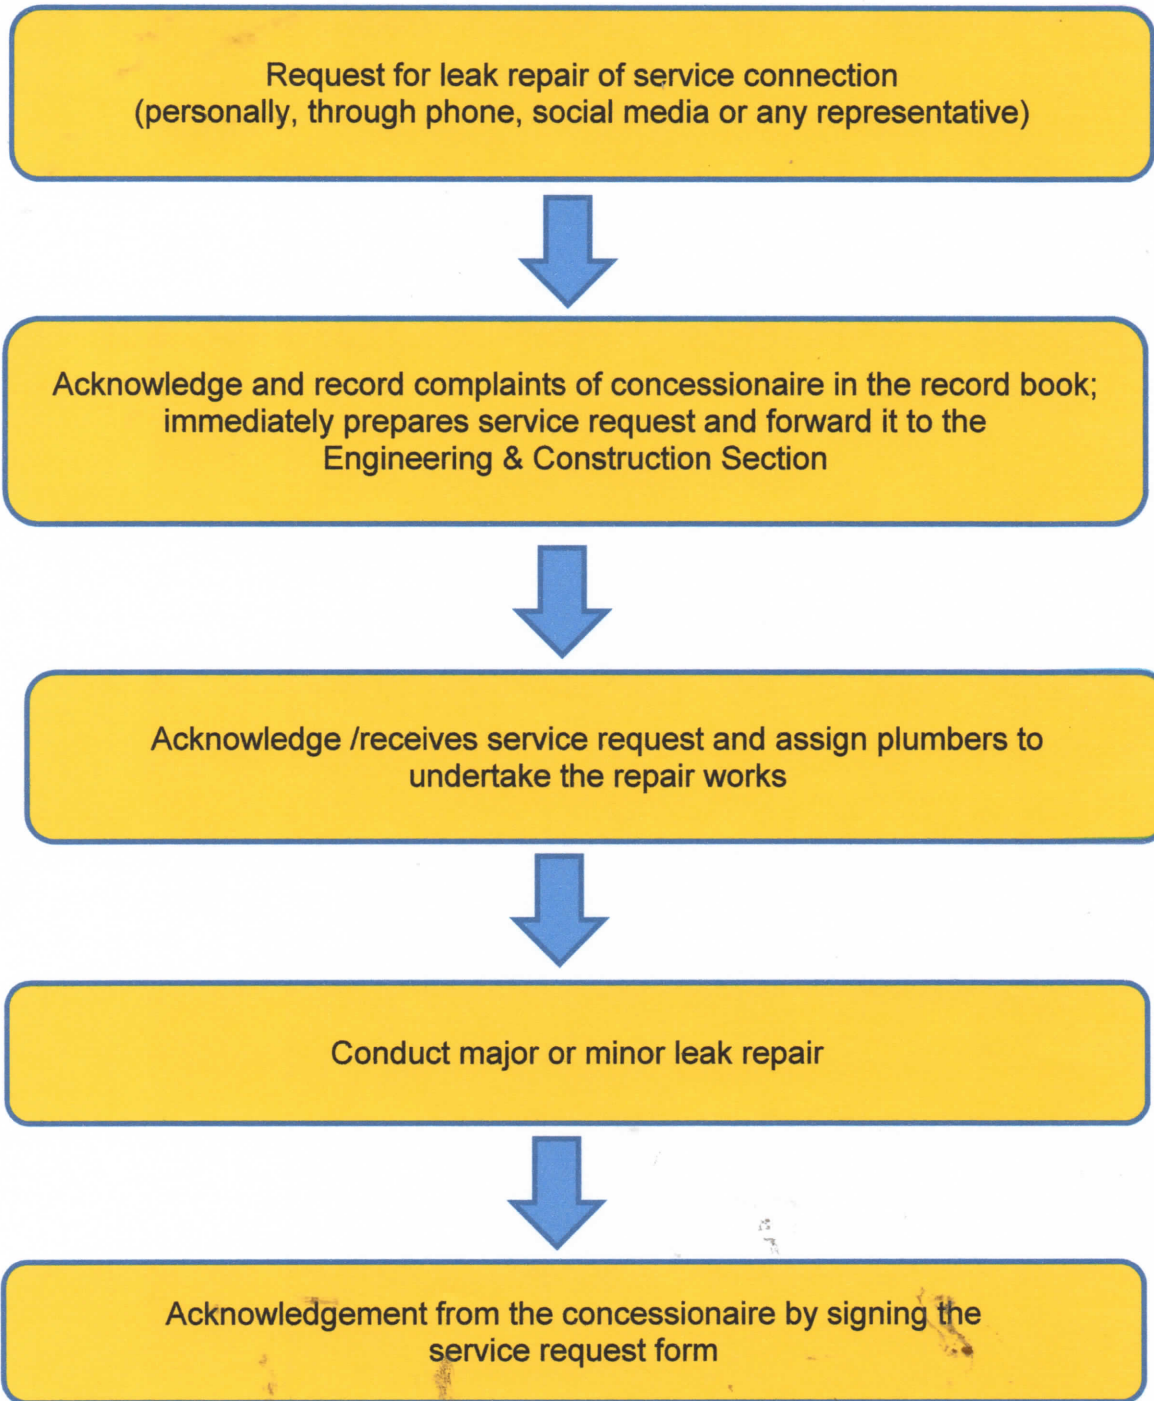 Request for leak repair of service connection
(personally, through phone, social media or any representative)
Acknowledge and record complaints of concessionaire in the record book;
immediately prepares service request and forward it to the
Engineering & Construction Section
Acknowledge /receives service request and assign plumbers to
undertake the repair works
Conduct major or minor leak repair
Acknowledgement from the concessionaire by signing the
service request form